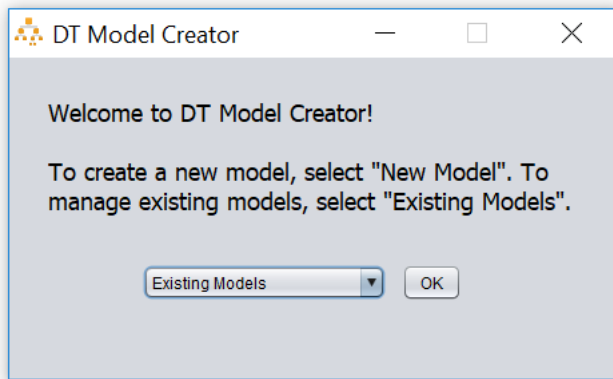 DT Model Creator
Welcome to DT Model Creator!
To create a new model, select "New Model". To
manage existing models, select "Existing Models".
Existing Models
OK